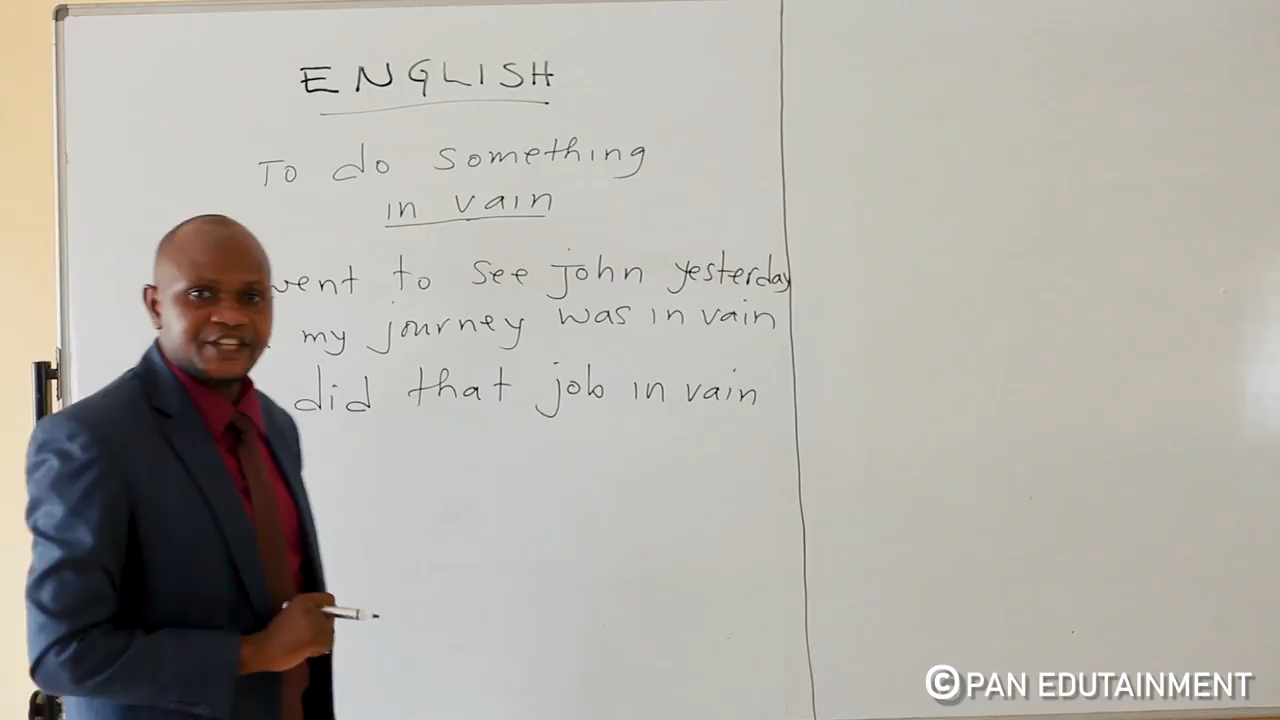 ENGLISH
To do something
in vain
went to see John yesterday
my journey was in vain
did that job in vain
©PAN EDUTAINMENT